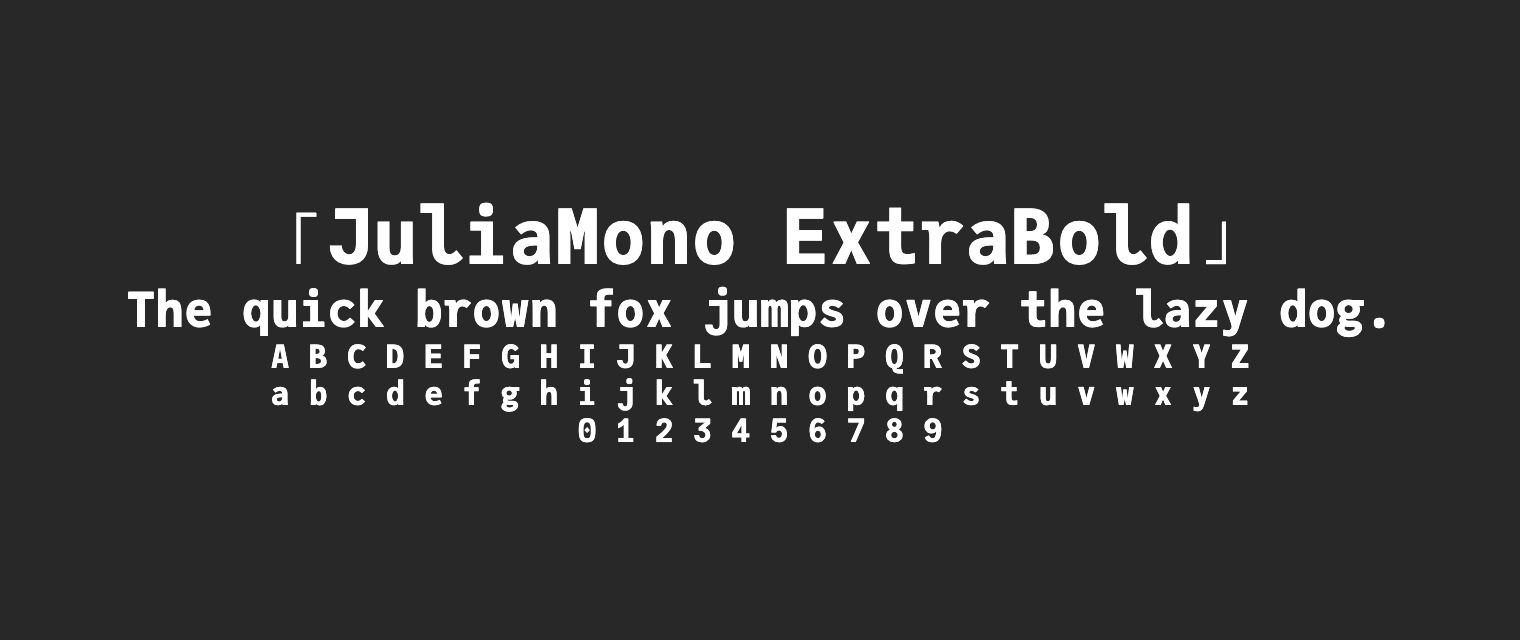 「JuliaMono ExtraBold」
The quick brown fox jumps over the lazy dog.
A B C D E F G H I J K L M N O P Q R S T U V W X Y Z
a b c d e f g h i j k l m n o p q r s t u v w x y z
0 1 2 3 4 5 6 7 8 9